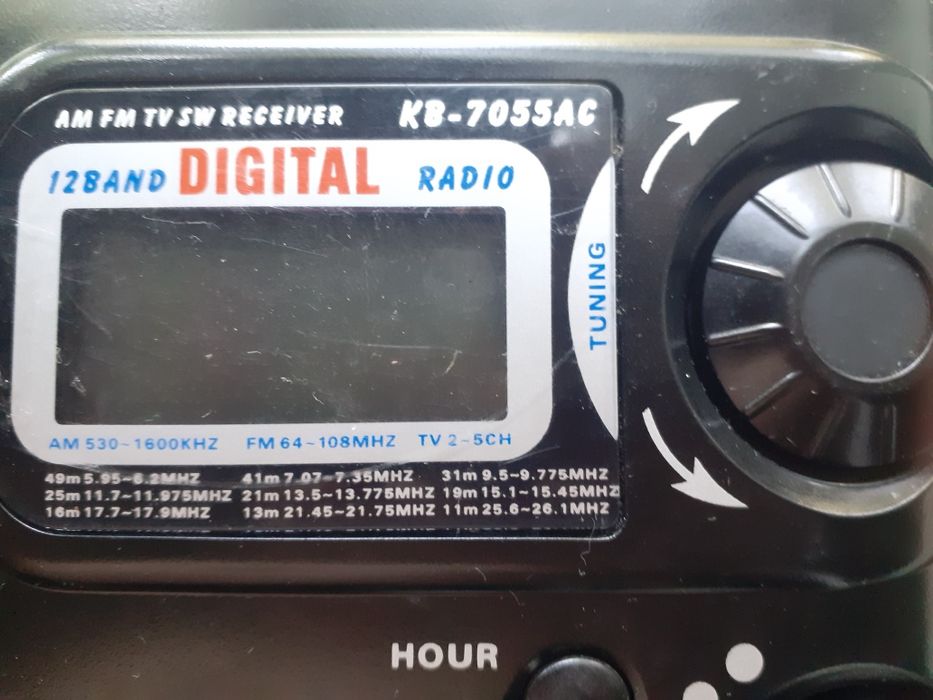 AM FM TV SW RECEIVER KB-7055AC
12BAND DIGITAL RADIO
TUNING
AM 530~1600KHZ FM 64~108MHZ TV 2~5CH
49m 5.95~6.2MHZ 41m 7.07~7.35MHZ 31m 9.5~9.775MHZ
25m 11.7~11.975MHZ 21m 13.5~13.775MHZ 19m 15.1~15.45MHZ
16m 17.7~17.9MHZ 13m 21.45~21.75MHZ 11m 25.6~26.1MHZ
HOUR